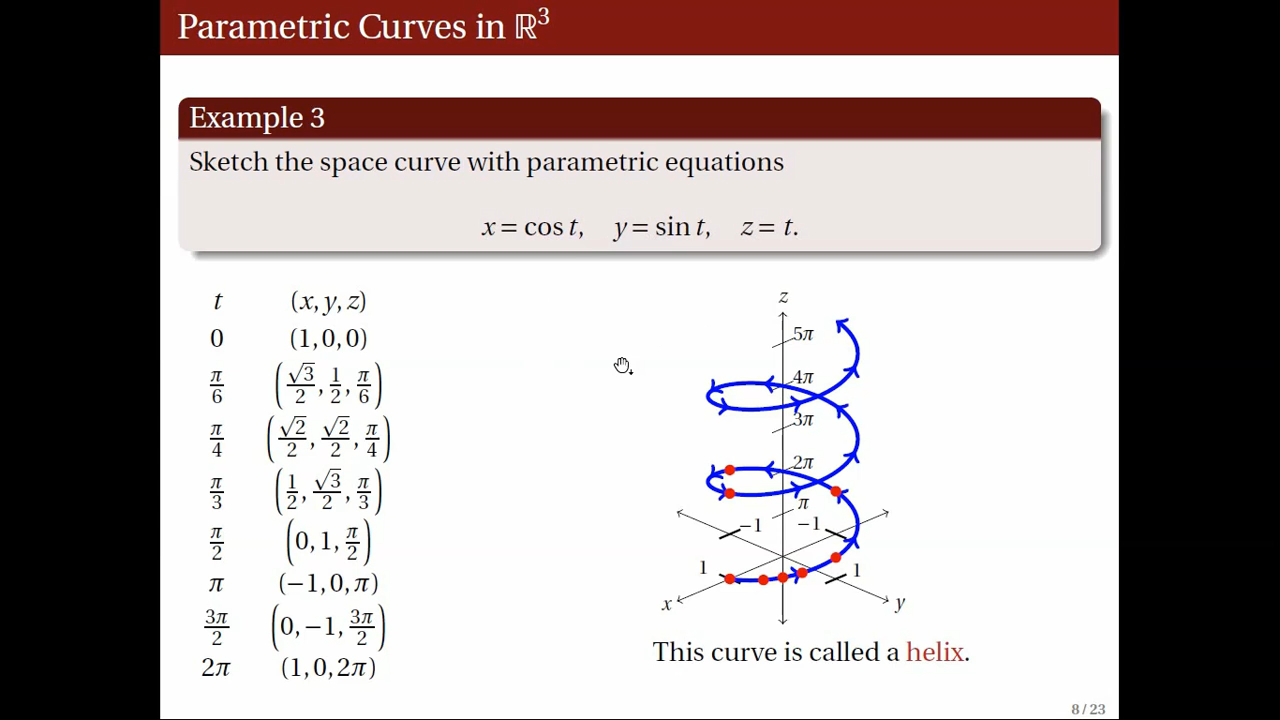 Parametric Curves in ℝ³
Example 3
Sketch the space curve with parametric equations
x = cos t, y = sin t, z = t.
t (x, y, z)
0 (1, 0, 0)
π/6 (√3/2, 1/2, π/6)
π/4 (√2/2, √2/2, π/4)
π/3 (1/2, √3/2, π/3)
π/2 (0, 1, π/2)
π (−1, 0, π)
3π/2 (0, −1, 3π/2)
2π (1, 0, 2π)
z
5π
4π
3π
2π
π
−1 −1
1 1
x y
This curve is called a helix.
8 / 23